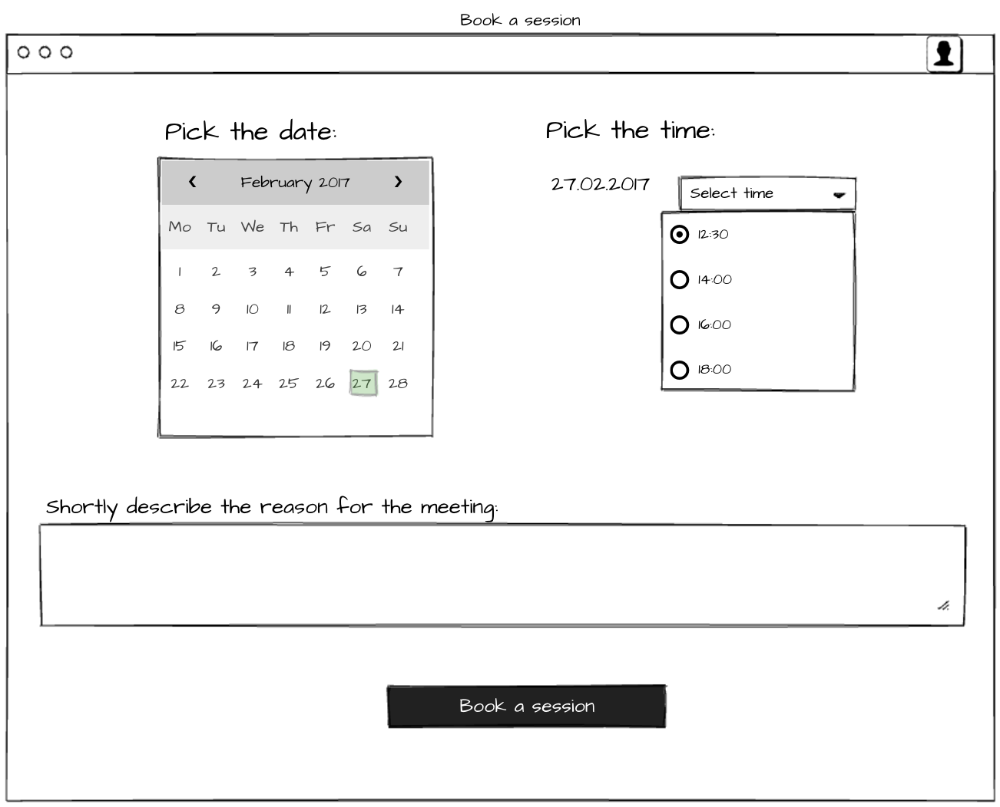 Book a session
Pick the date:
February 2017
Mo Tu We Th Fr Sa Su
1 2 3 4 5 6 7
8 9 10 11 12 13 14
15 16 17 18 19 20 21
22 23 24 25 26 27 28
Pick the time:
27.02.2017
Select time
12:30
14:00
16:00
18:00
Shortly describe the reason for the meeting:
Book a session